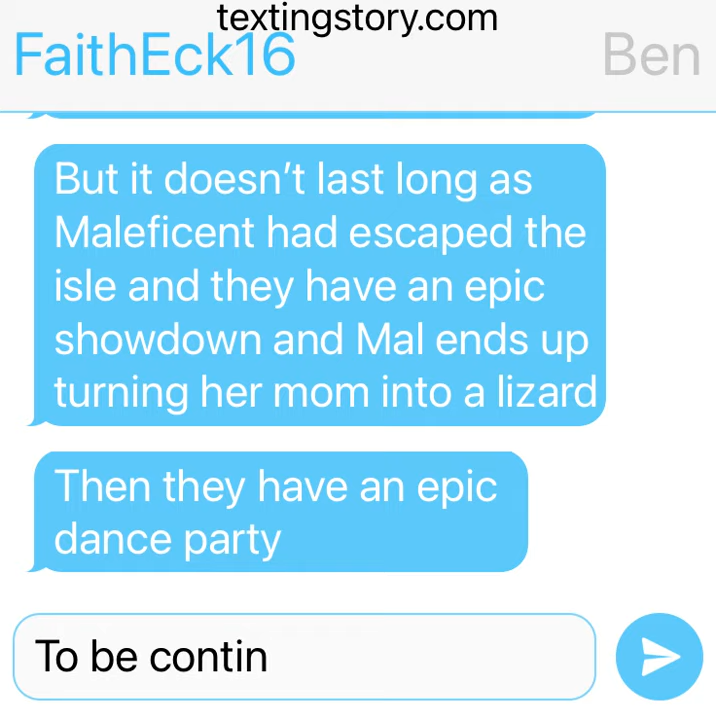 textingstory.com
FaithEck16 Ben
But it doesn’t last long as
Maleficent had escaped the
isle and they have an epic
showdown and Mal ends up
turning her mom into a lizard
Then they have an epic
dance party
To be contin